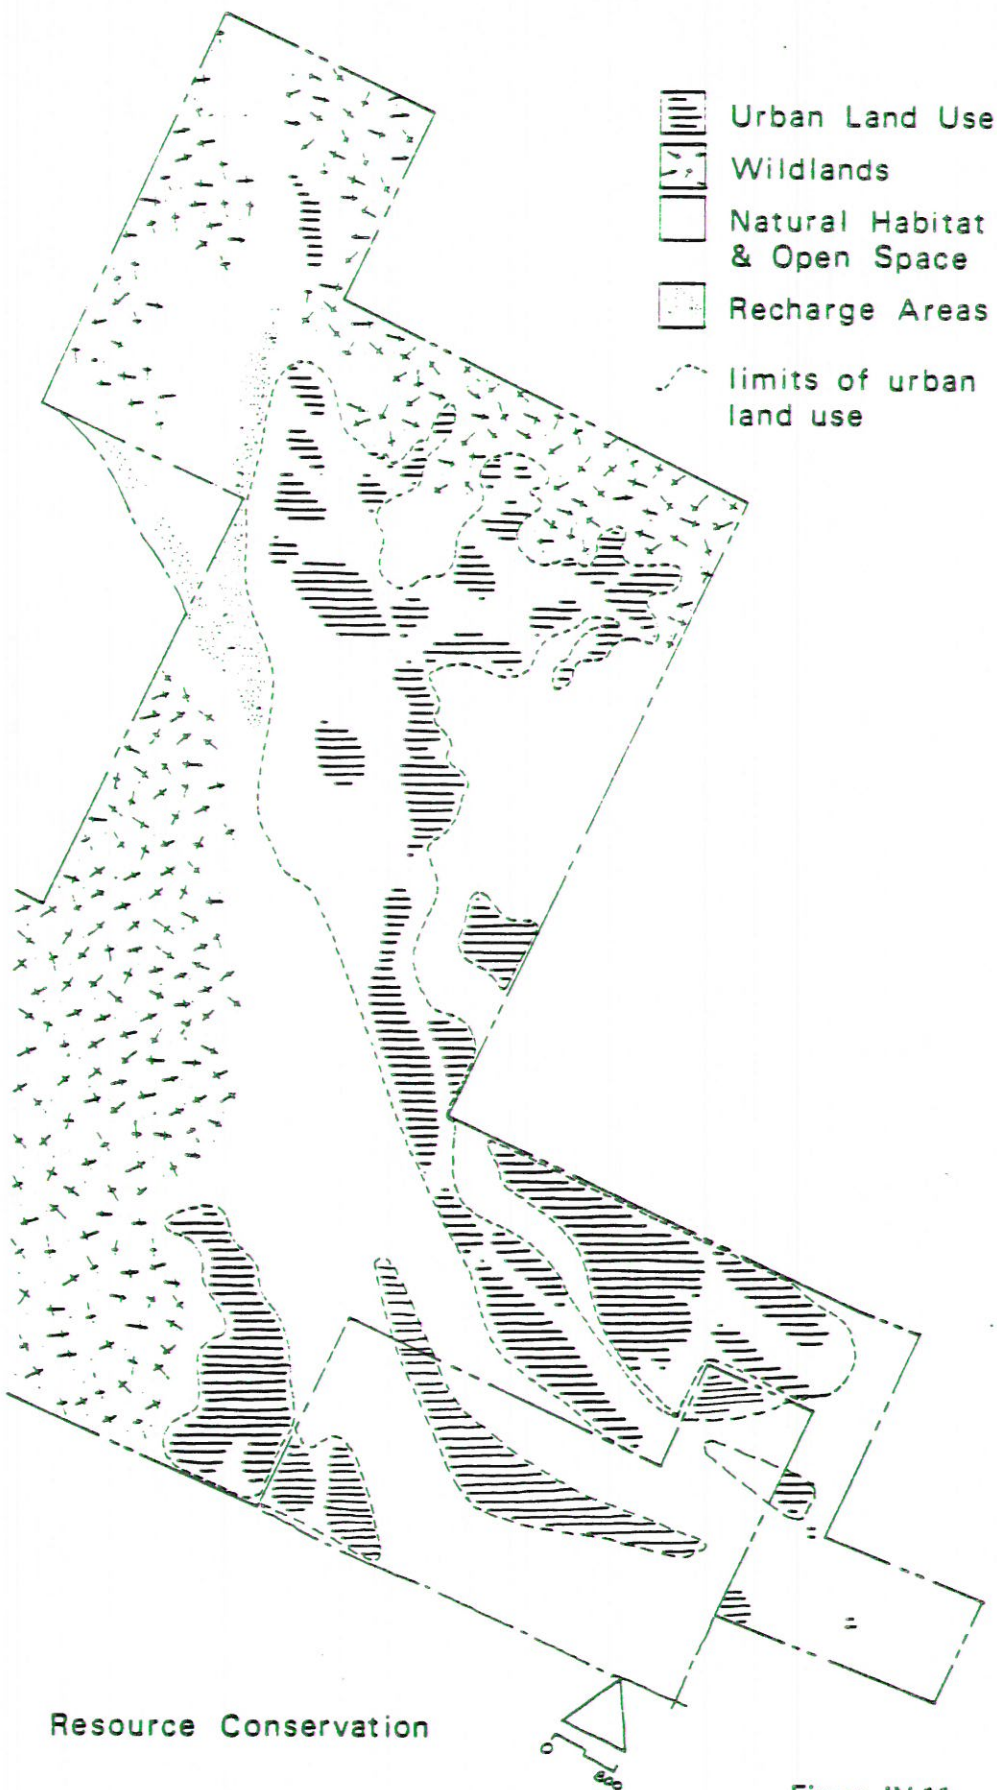 Urban Land Use
Wildlands
Natural Habitat
& Open Space
Recharge Areas
limits of urban
land use
Resource Conservation
0
800